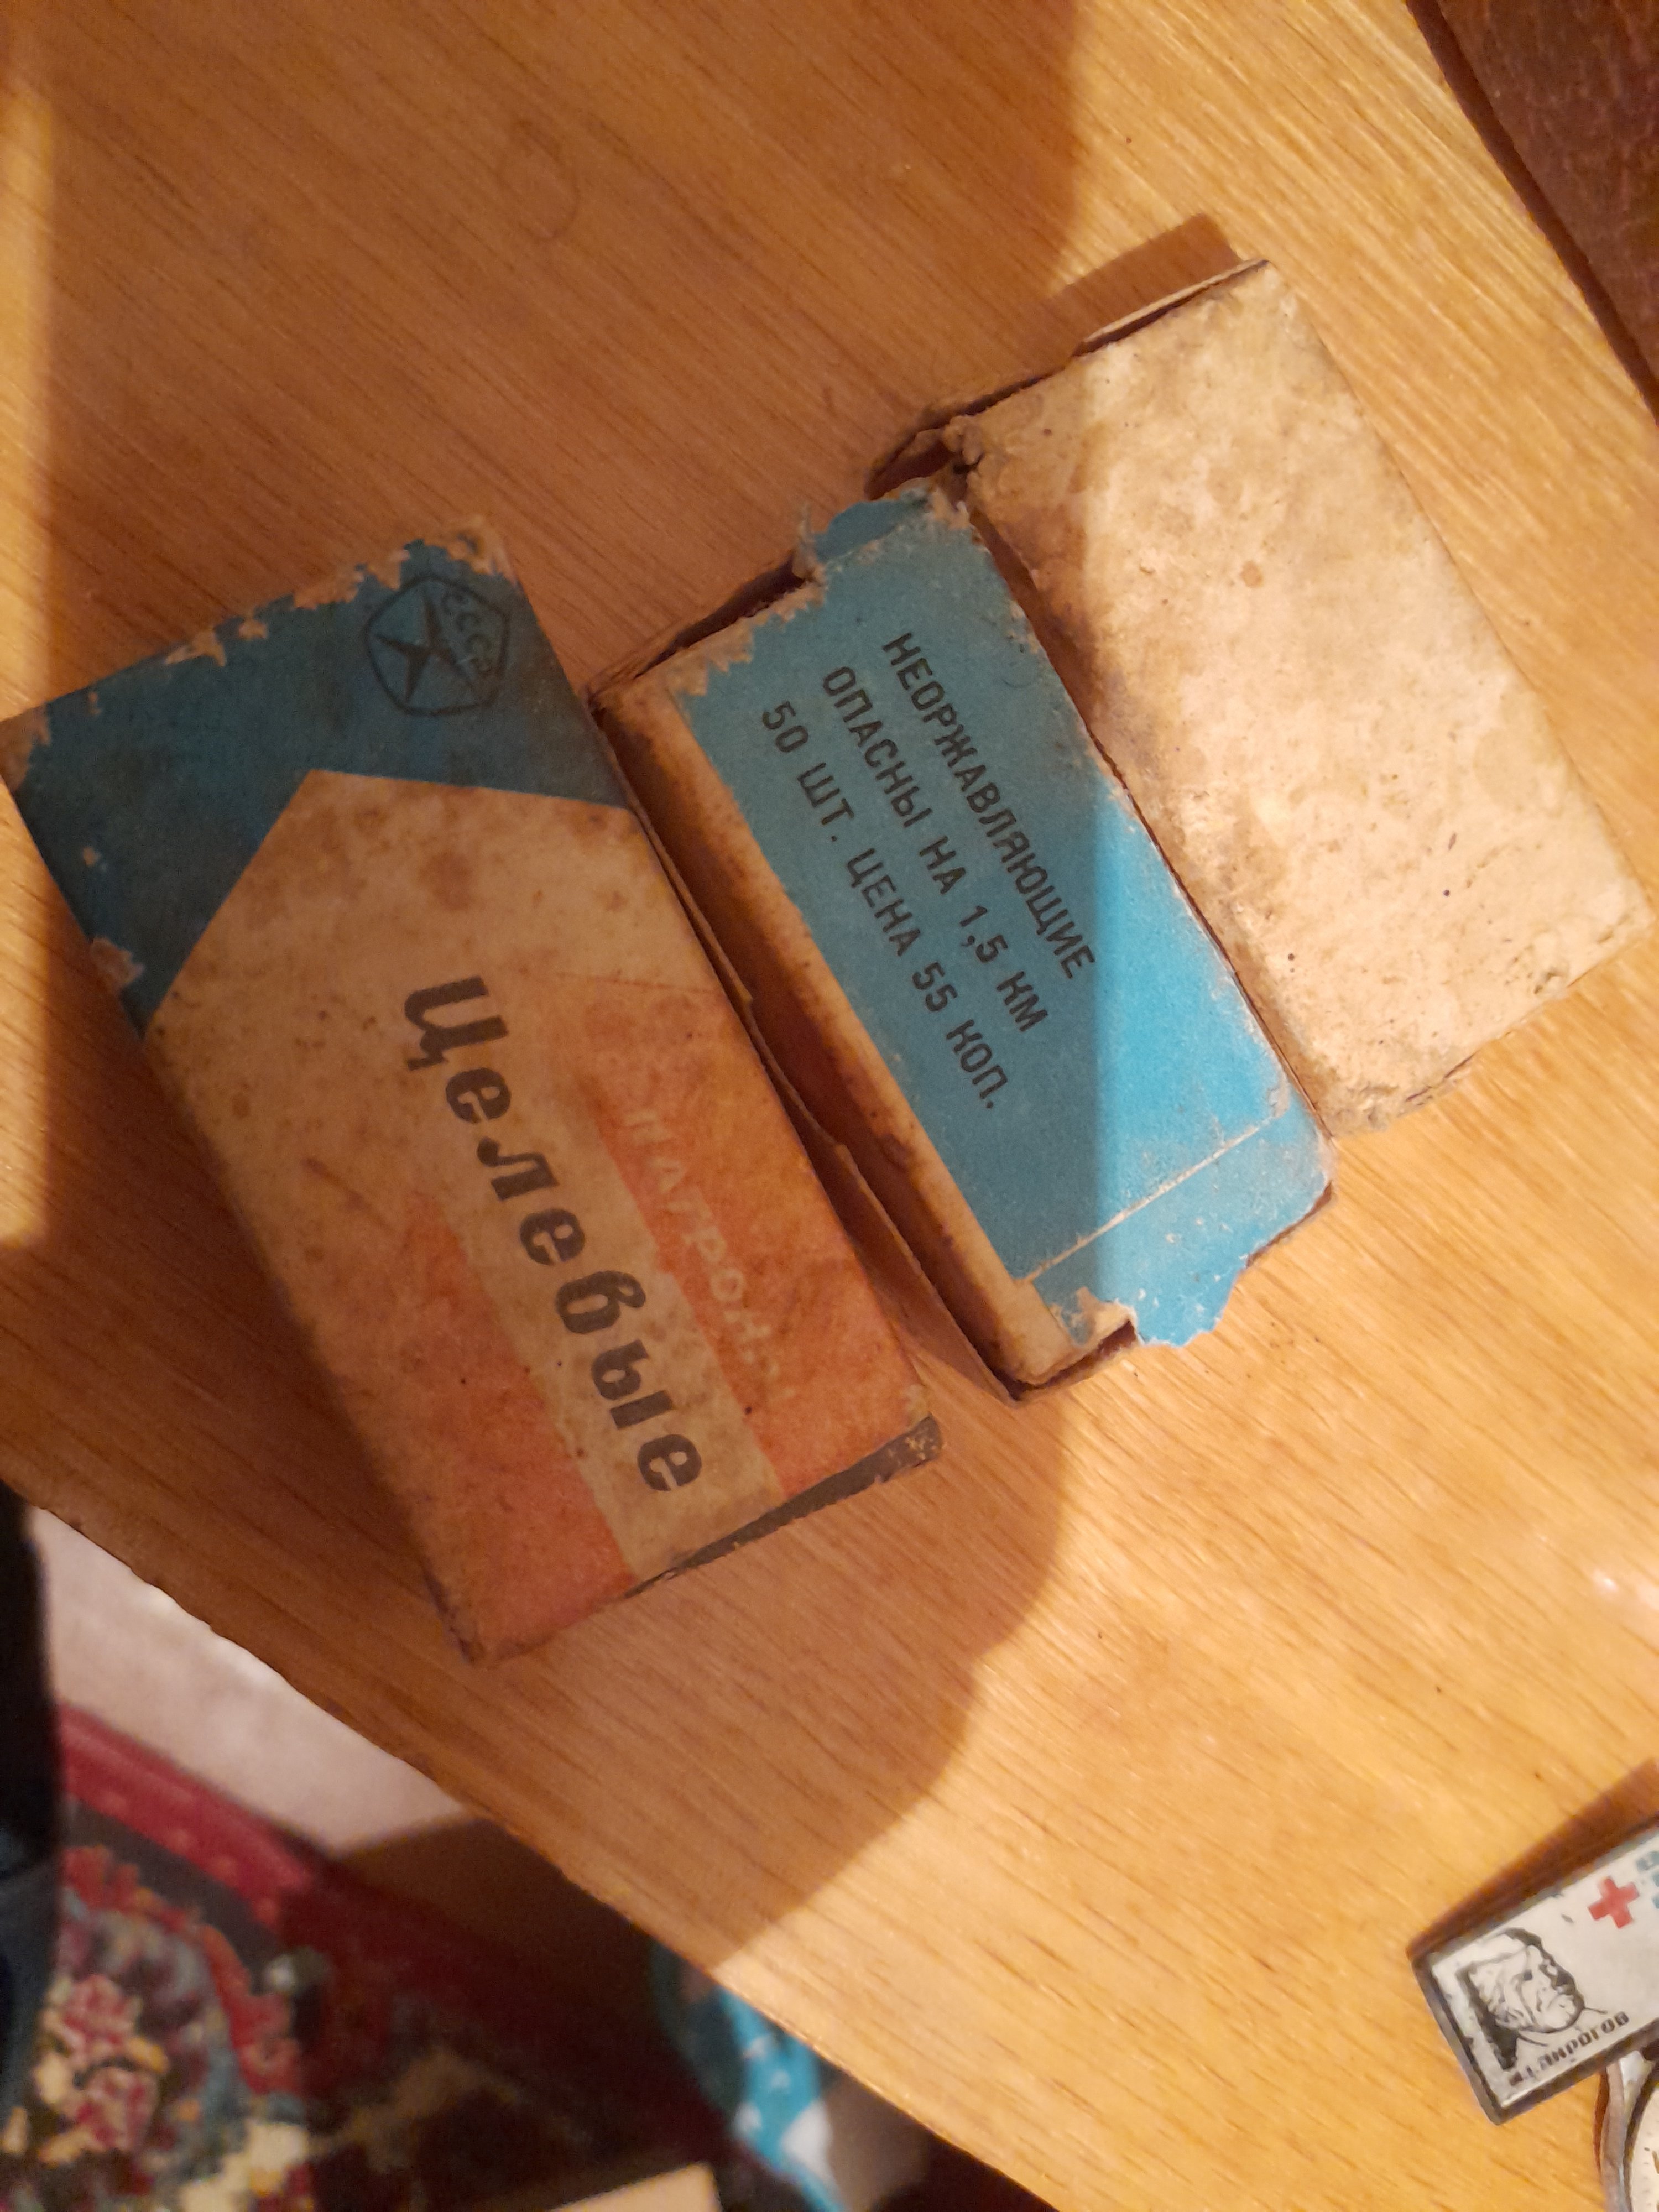 СССР
Целевые
ПАТРОНЫ
НЕОРЖАВЛЯЮЩИЕ
ОПАСНЫ НА 1,5 КМ
50 ШТ. ЦЕНА 55 КОП.
ПИРОГОВ